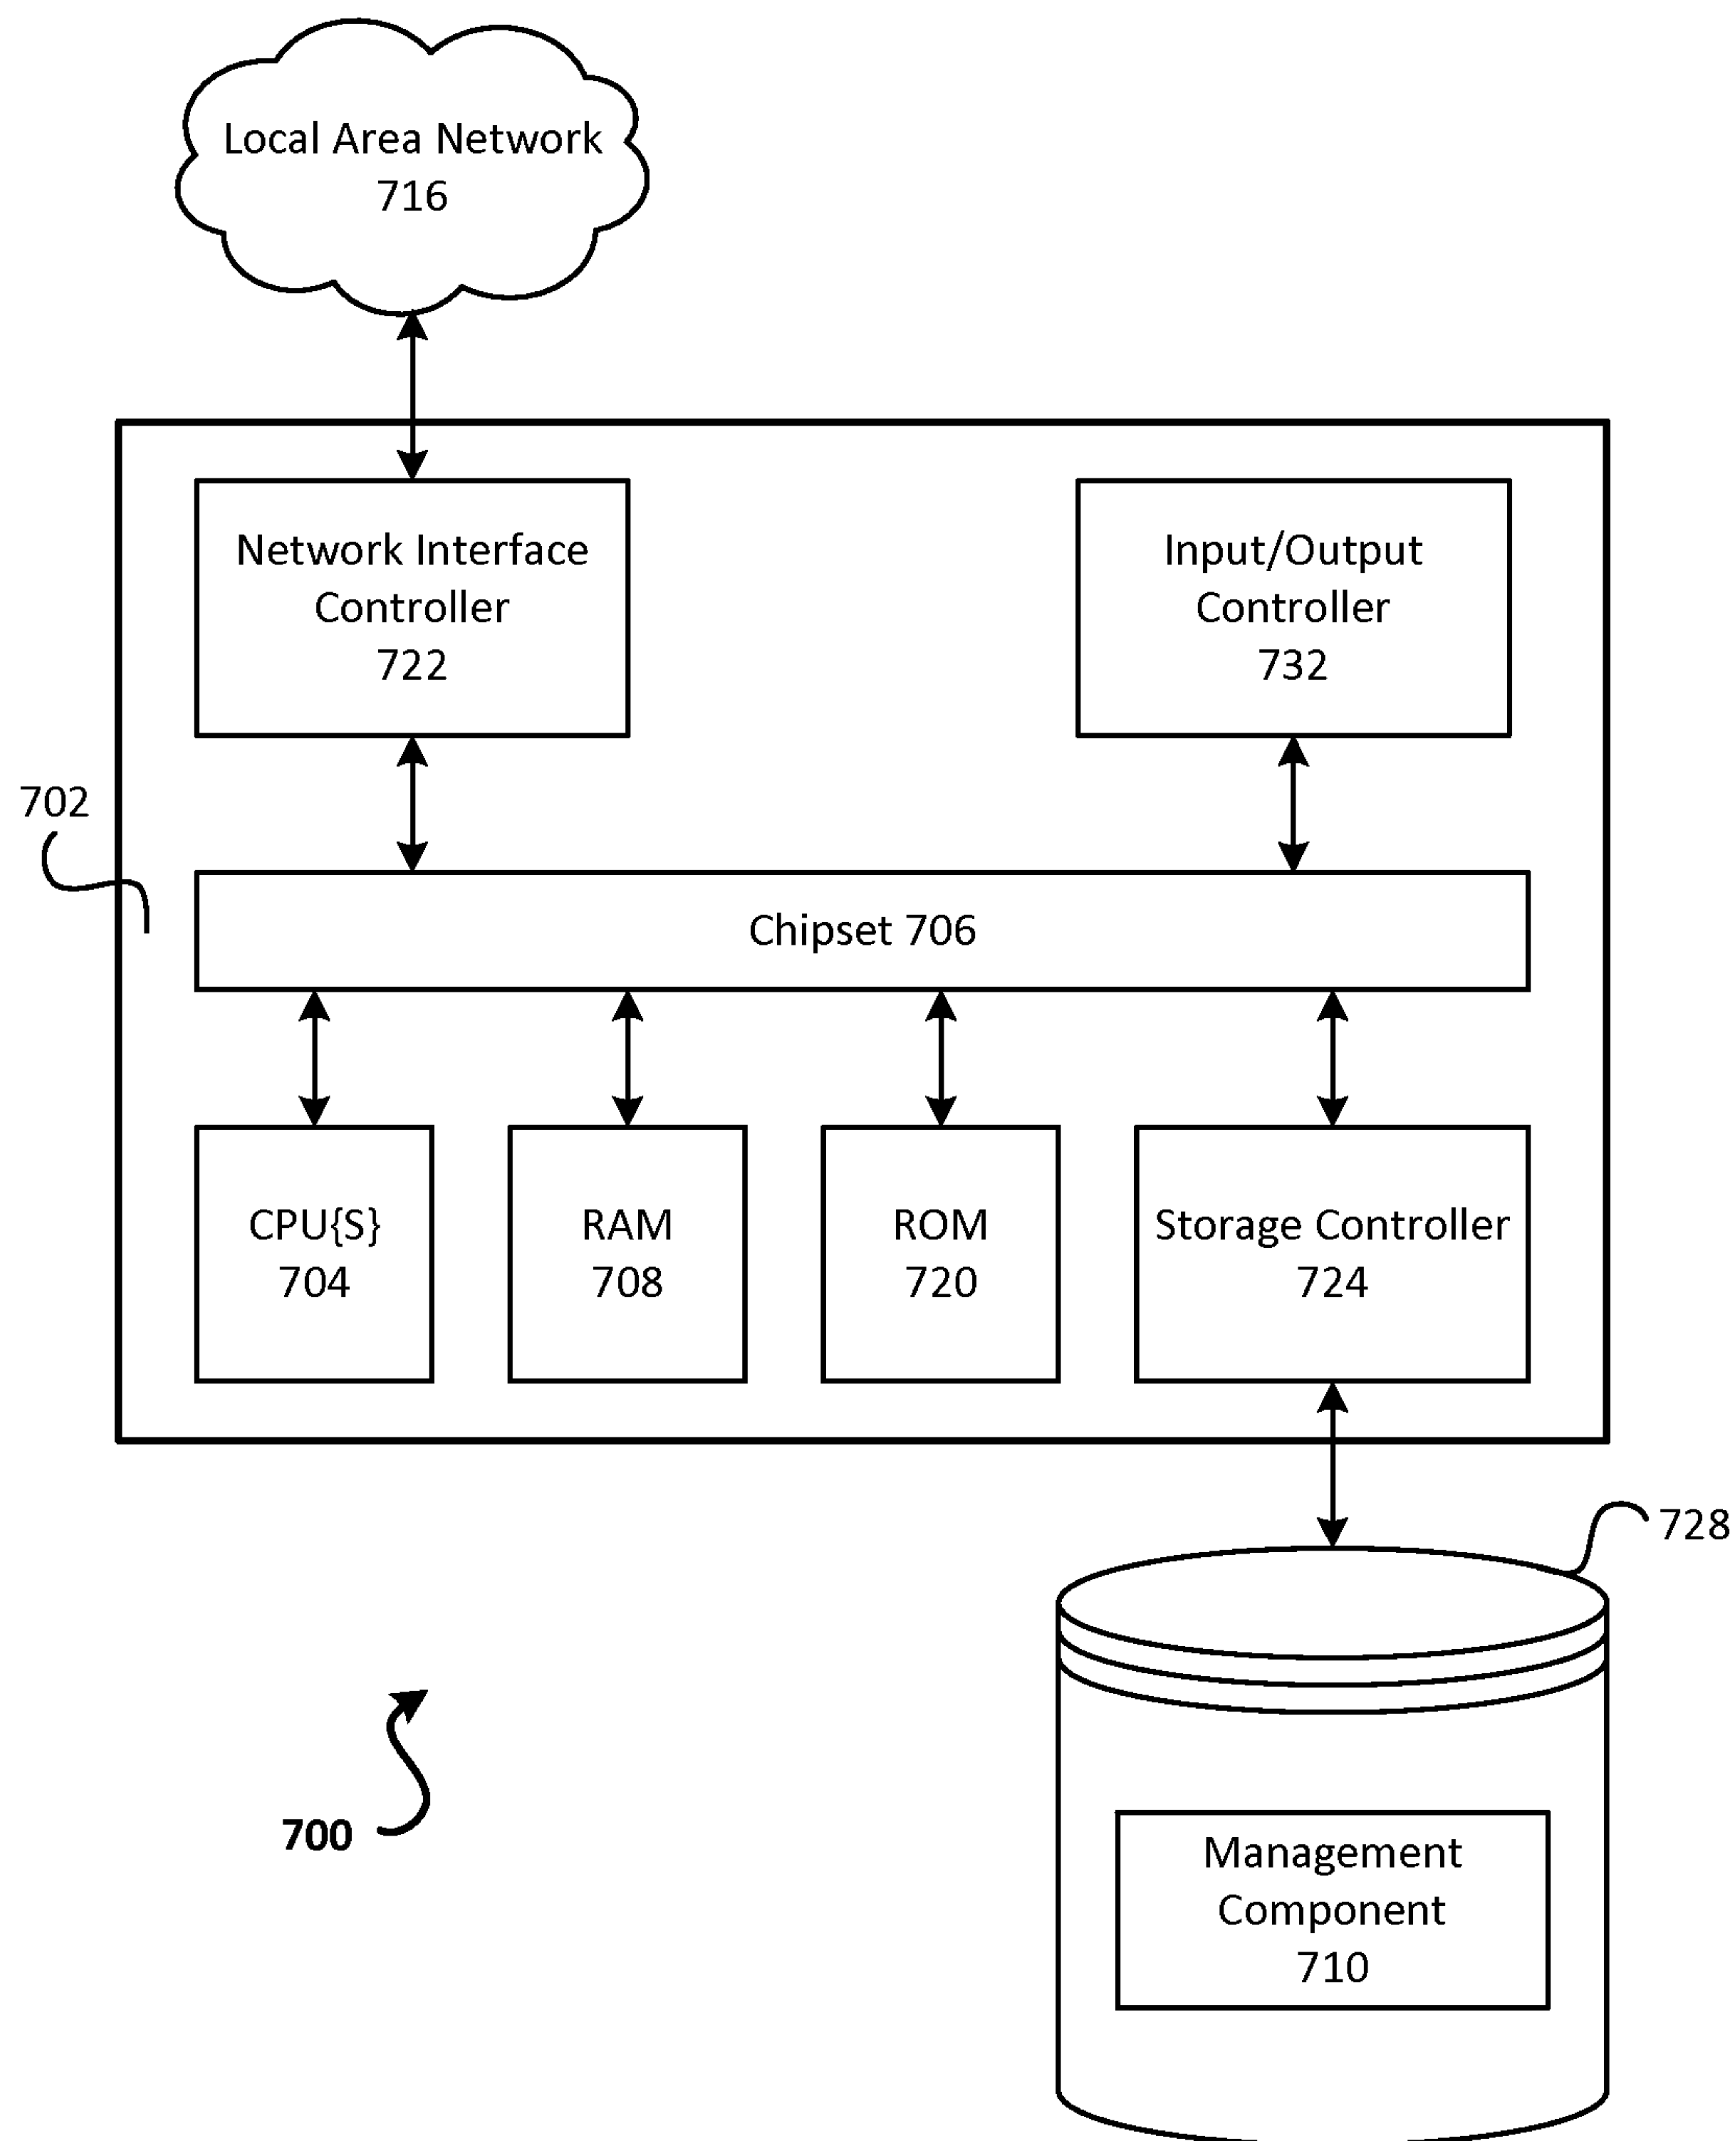 Local Area Network
716
Network Interface
Controller
722
Input/Output
Controller
732
702
Chipset 706
CPU{S}
704
RAM
708
ROM
720
Storage Controller
724
728
700
Management
Component
710